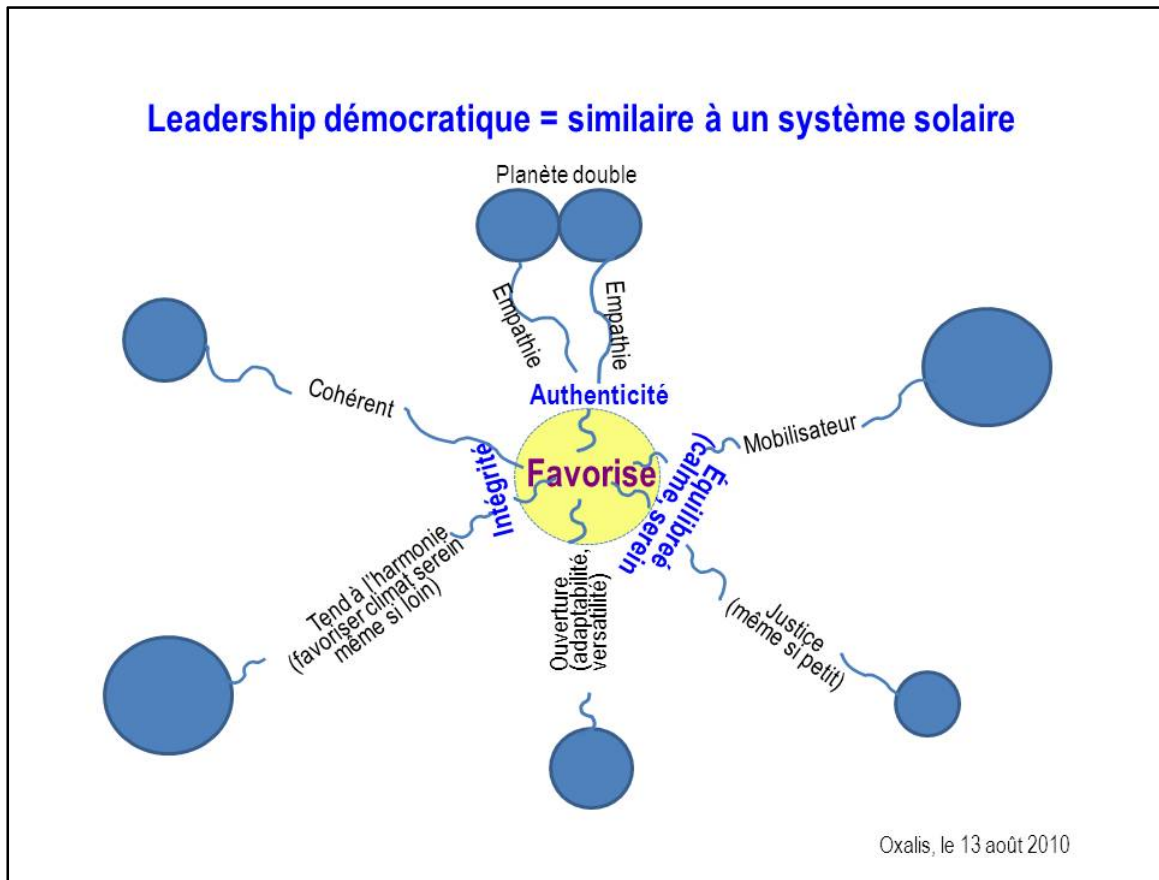 Leadership démocratique = similaire à un système solaire
Planète double
Empathie
Empathie
Cohérent
Authenticité
Mobilisateur
Intégrité
Favorise
Équilibreé
(calme, serein
Tend à l'harmonie
(favoriser climat serein
même si loin)
Ouverture
(adaptabilité,
versatilité)
Justice
(même si petit)
Oxalis, le 13 août 2010